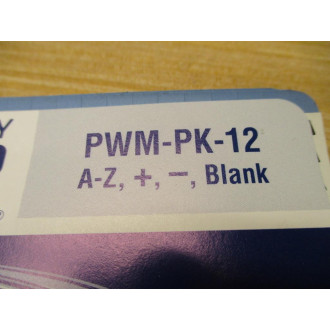 PWM-PK-12
A-Z, +, −, Blank
®